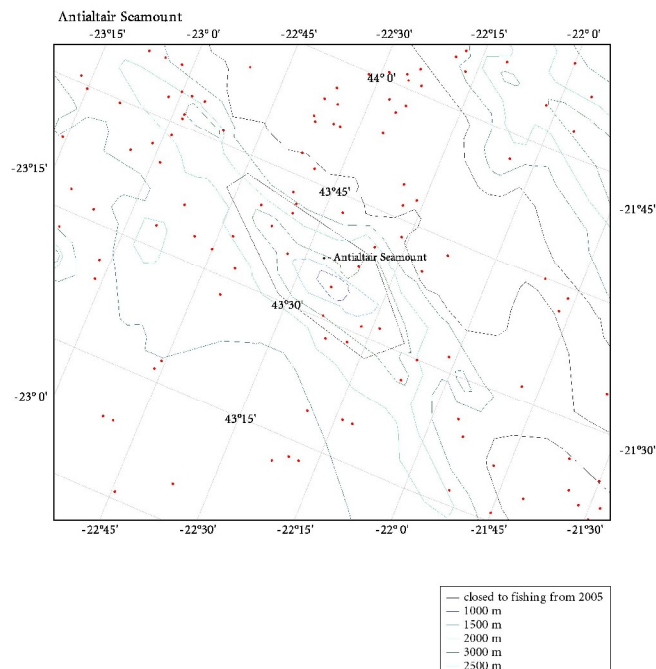 Antialtair Seamount
-23°15' -23°0' -22°45' -22°30' -22°15' -22°0'
44° 0'
-23°15'
43°45'
-21°45'
Antialtair Seamount
43°30'
-23°0'
43°15'
-21°30'
-22°45' -22°30' -22°15' -22°0' -21°45' -21°30'
closed to fishing from 2005
1000 m
1500 m
2000 m
3000 m
2500 m